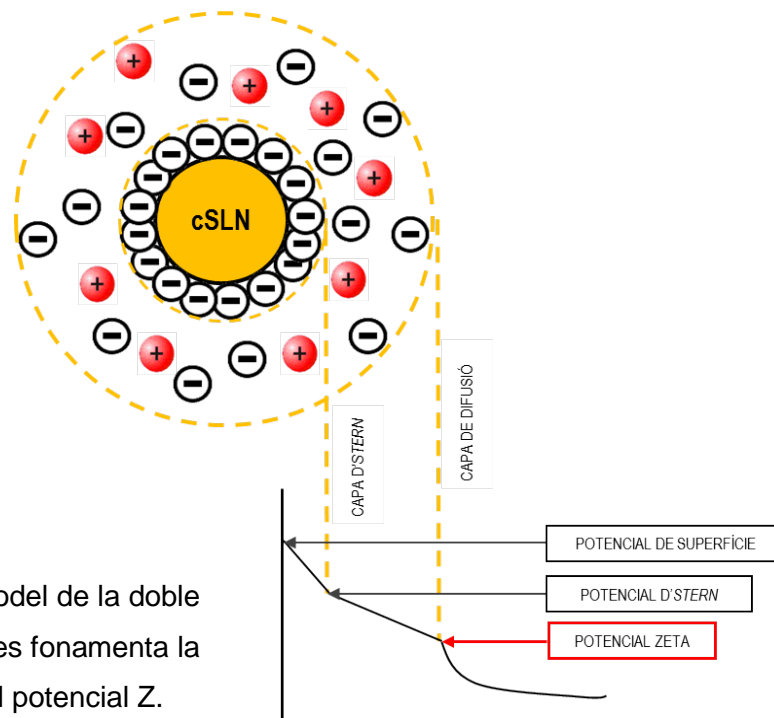 cSLN
CAPA D'STERN
CAPA DE DIFUSIÓ
POTENCIAL DE SUPERFÍCIE
POTENCIAL D'STERN
POTENCIAL ZETA
odel de la doble
es fonamenta la
l potencial Z.